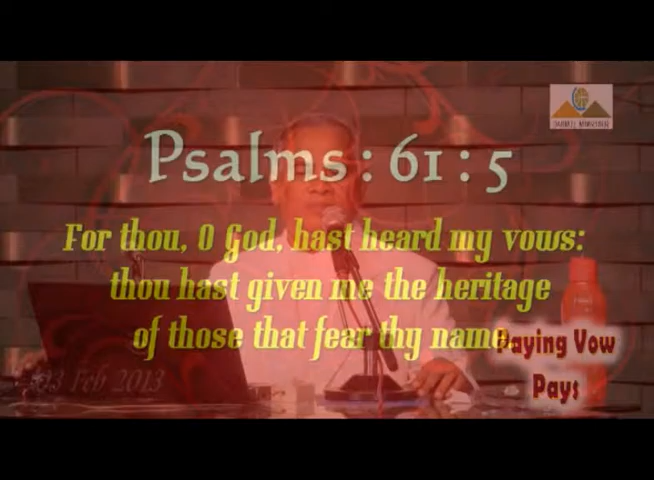 Psalms : 61 : 5
For thou, O God, hast heard my vows:
thou hast given me the heritage
of those that fear thy name
Paying Vow
Pays
03 Feb 2013